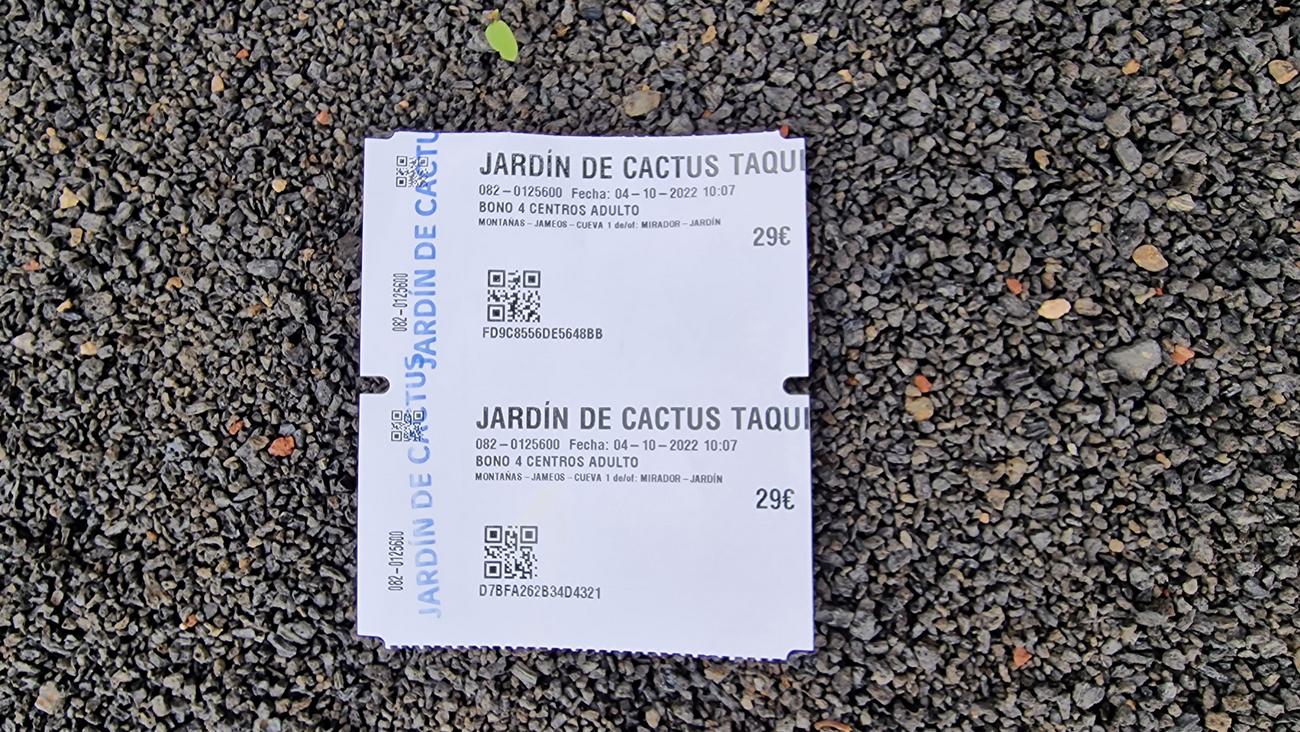 JARDÍN DE CACTUS TAQUI
082-0125600 Fecha: 04-10-2022 10:07
BONO 4 CENTROS ADULTO
MONTAÑAS-JAMEOS-CUEVA 1 de/of: MIRADOR-JARDÍN
29€
FD9C8556DE5648BB
082-0125600
JARDÍN DE CACTU
JARDÍN DE CACTUS TAQUI
082-0125600 Fecha: 04-10-2022 10:07
BONO 4 CENTROS ADULTO
MONTAÑAS-JAMEOS-CUEVA 1 de/of: MIRADOR-JARDÍN
29€
D7BFA262B34D4321
082-0125600
JARDÍN DE CACTUS